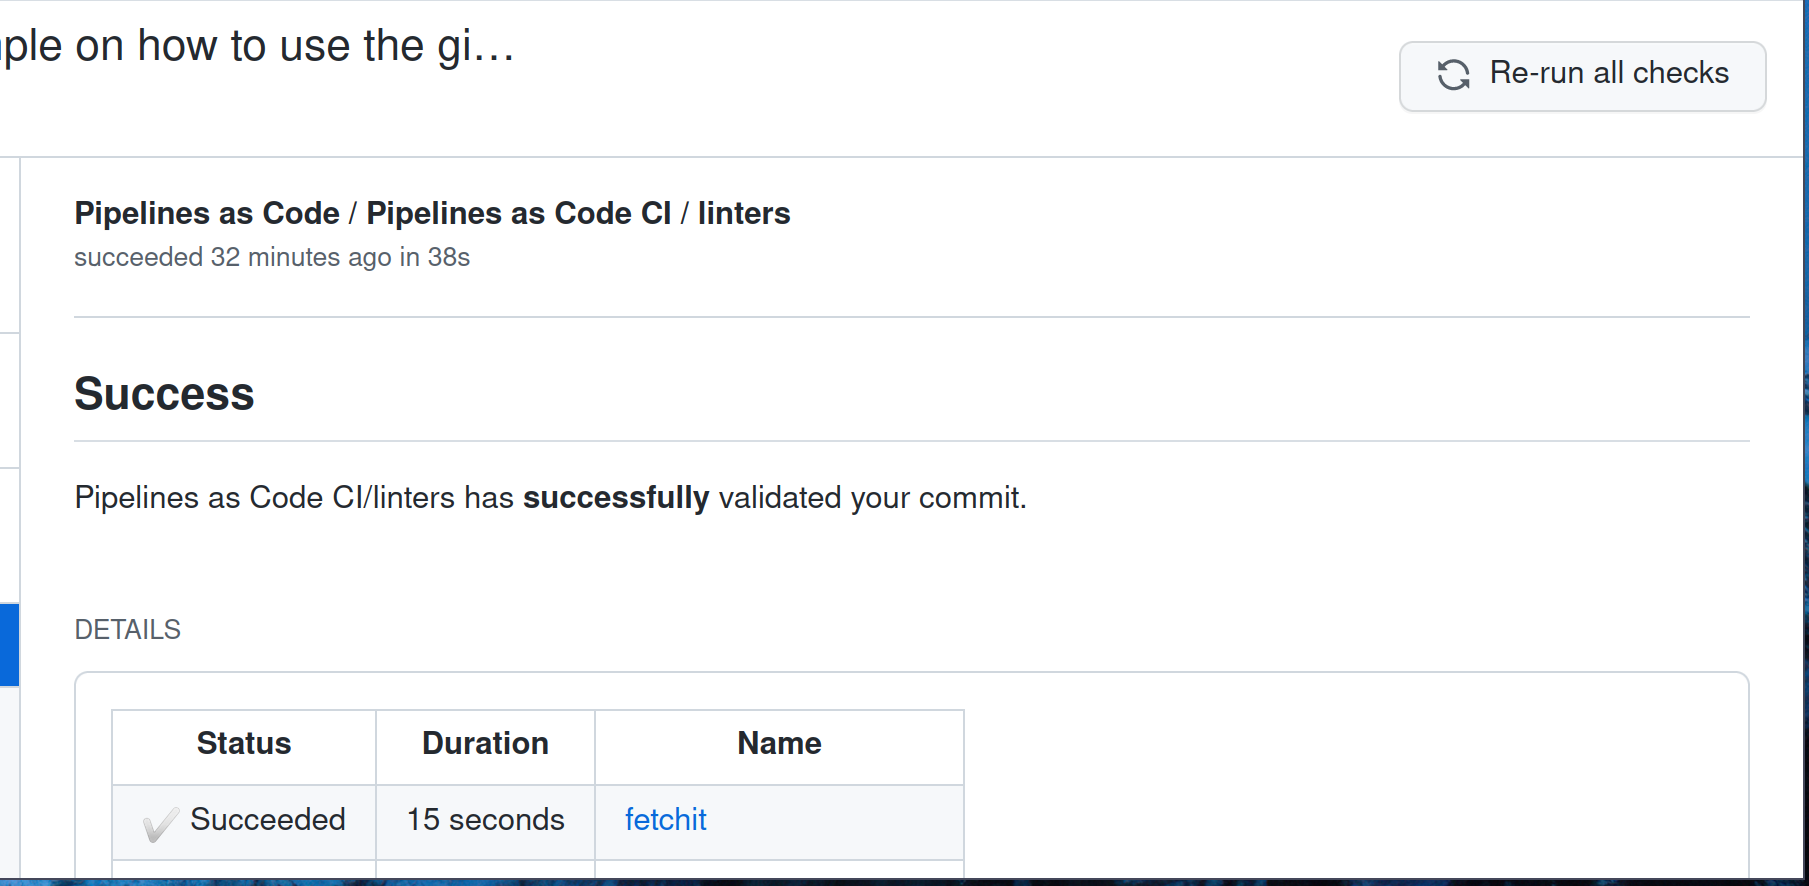 ple on how to use the gi...
Re-run all checks
Pipelines as Code / Pipelines as Code CI / linters
succeeded 32 minutes ago in 38s
Success
Pipelines as Code CI/linters has successfully validated your commit.
DETAILS
Status Duration Name
Succeeded 15 seconds fetchit